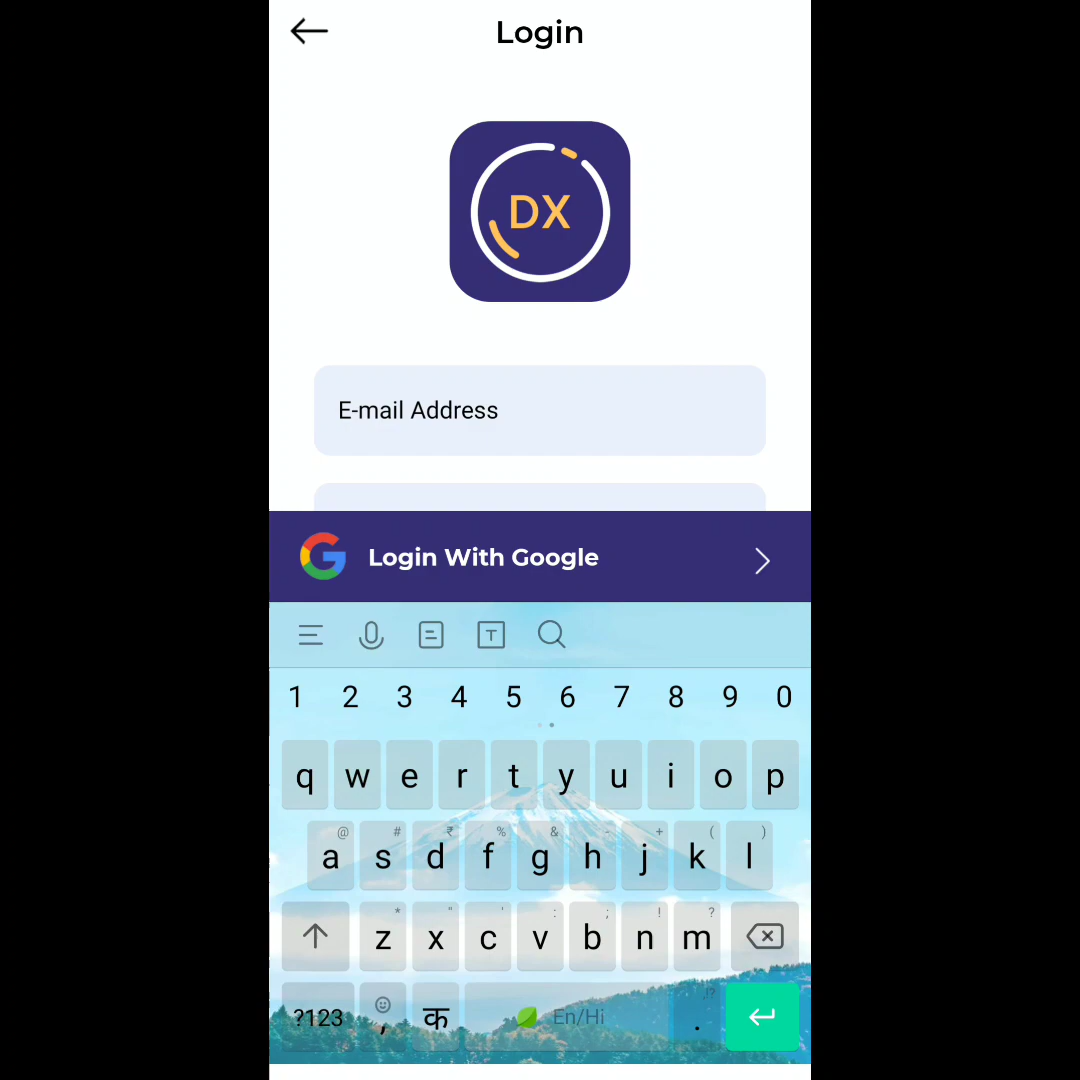 Login
DX
E-mail Address
Login With Google
T
1 2 3 4 5 6 7 8 9 0
q w e r t y u i o p
@ # ₹ % & - + ( )
a s d f g h j k l
* " ' : ; ! ?
z x c v b n m
,!?
?123 , क En/Hi .